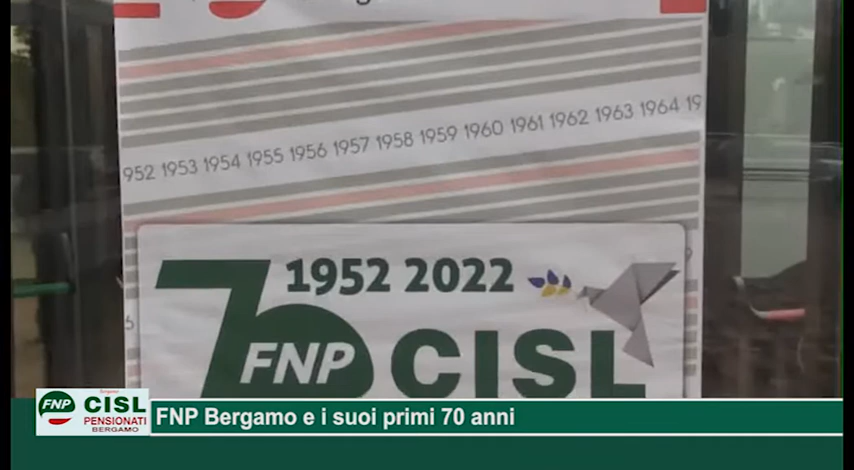 952 1953 1954 1955 1956 1957 1958 1959 1960 1961 1962 1963 1964 19
1952 2022
70
FNP CISL
FNP
CISL
PENSIONATI
BERGAMO
FNP Bergamo e i suoi primi 70 anni